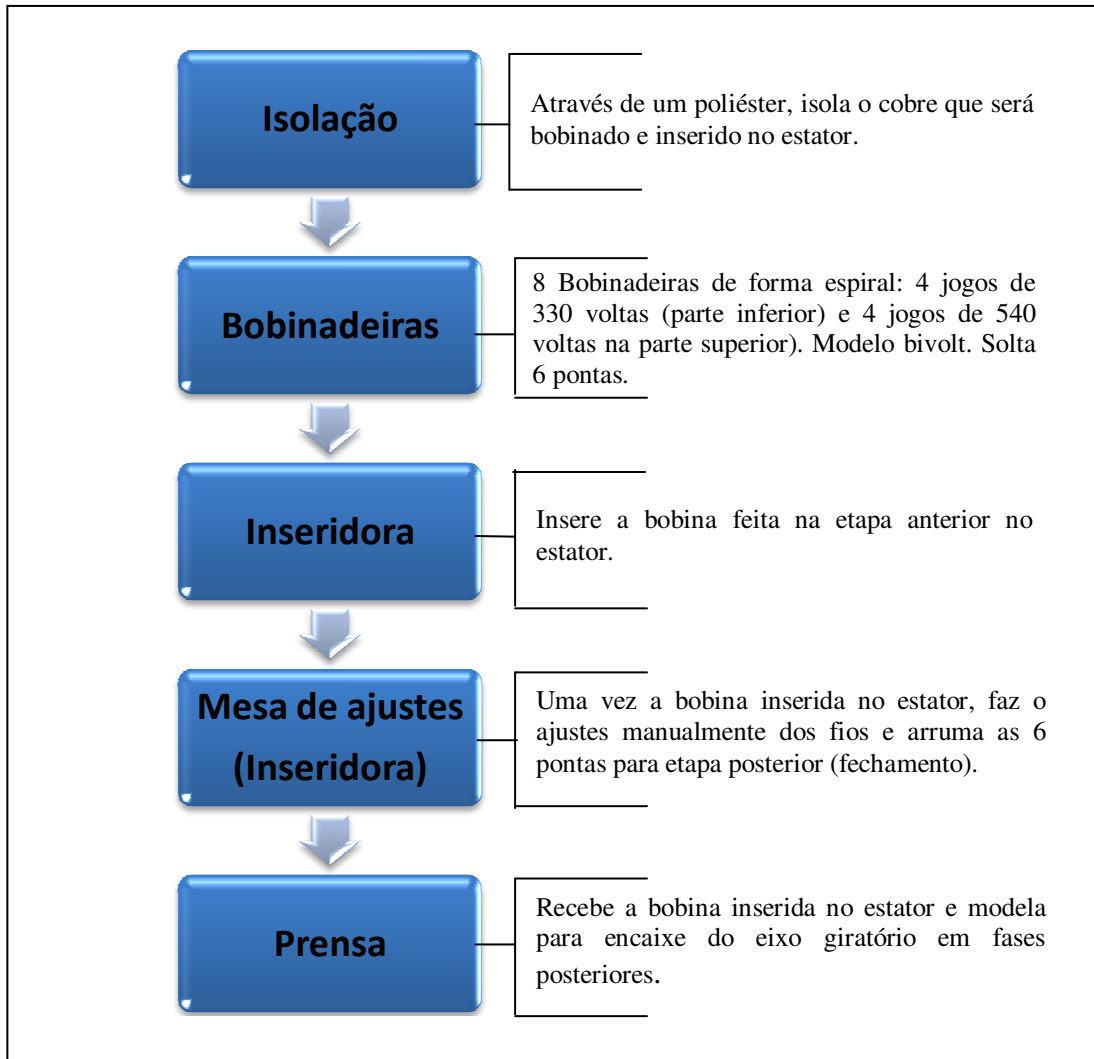 Isolação
Através de um poliéster, isola o cobre que será
bobinado e inserido no estator.
Bobinadeiras
8 Bobinadeiras de forma espiral: 4 jogos de
330 voltas (parte inferior) e 4 jogos de 540
voltas na parte superior). Modelo bivolt. Solta
6 pontas.
Inseridora
Insere a bobina feita na etapa anterior no
estator.
Mesa de ajustes
(Inseridora)
Uma vez a bobina inserida no estator, faz o
ajustes manualmente dos fios e arruma as 6
pontas para etapa posterior (fechamento).
Prensa
Recebe a bobina inserida no estator e modela
para encaixe do eixo giratório em fases
posteriores.